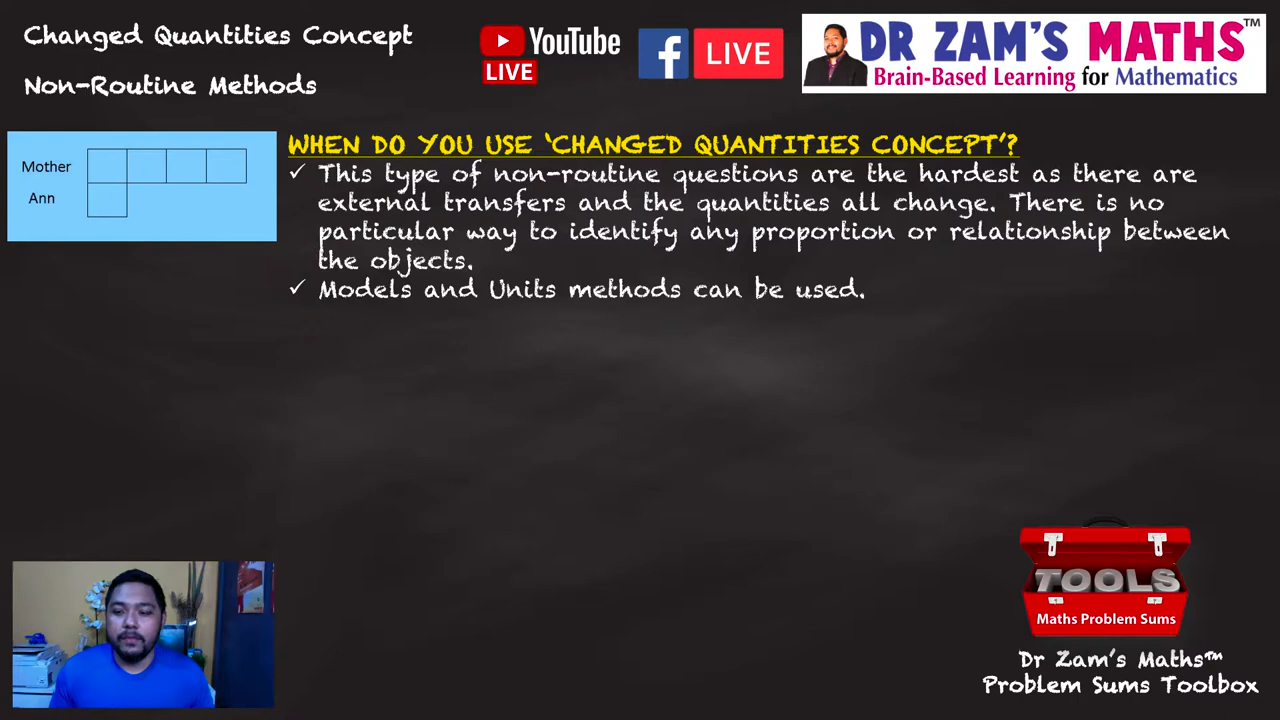 Changed Quantities Concept
Non-Routine Methods
YouTube
LIVE
LIVE
DR ZAM'S MATHS™
Brain-Based Learning for Mathematics
Mother
Ann
WHEN DO YOU USE ‘CHANGED QUANTITIES CONCEPT’?
✓ This type of non-routine questions are the hardest as there are
external transfers and the quantities all change. There is no
particular way to identify any proportion or relationship between
the objects.
✓ Models and Units methods can be used.
TOOLS
Maths Problem Sums
Dr Zam's Maths™
Problem Sums Toolbox